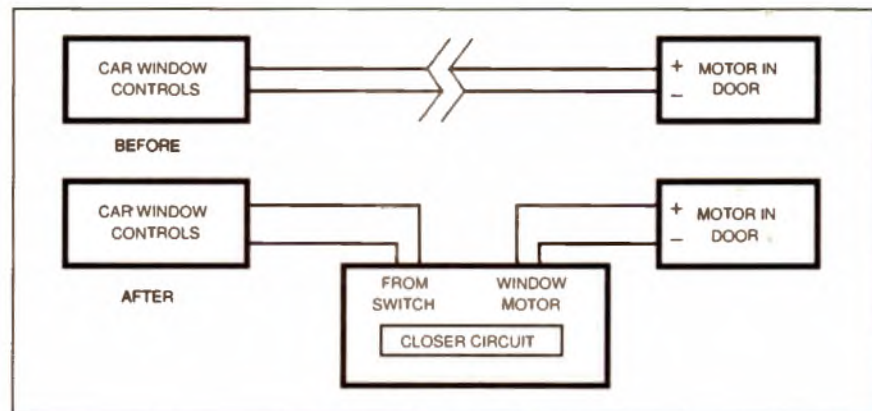 CAR WINDOW
CONTROLS
+
−
MOTOR IN
DOOR
BEFORE
CAR WINDOW
CONTROLS
+
−
MOTOR IN
DOOR
AFTER
FROM
SWITCH
WINDOW
MOTOR
CLOSER CIRCUIT